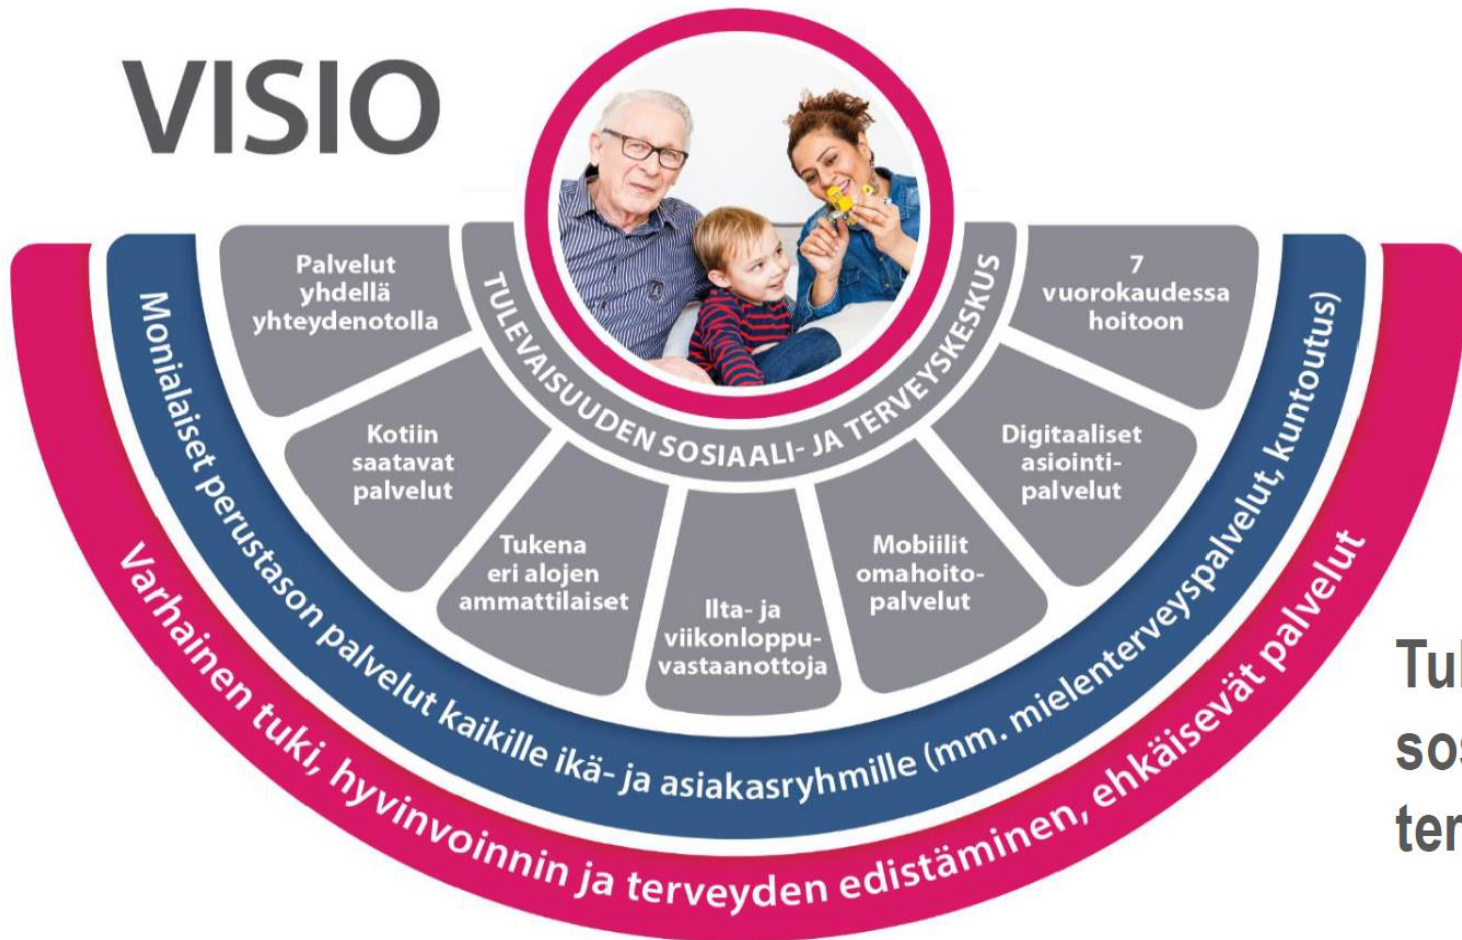 VISIO
TULEVAISUUDEN SOSIAALI- JA TERVEYSKESKUS
Palvelut
yhdellä
yhteydenotolla
Kotiin
saatavat
palvelut
Tukena
eri alojen
ammattilaiset
Ilta- ja
viikonloppu-
vastaanottoja
Mobiilit
omahoito-
palvelut
Digitaaliset
asiointi-
palvelut
7
vuorokaudessa
hoitoon
Monialaiset perustason palvelut kaikille ikä- ja asiakasryhmille (mm. mielenterveyspalvelut, kuntoutus)
Varhainen tuki, hyvinvoinnin ja terveyden edistäminen, ehkäisevät palvelut